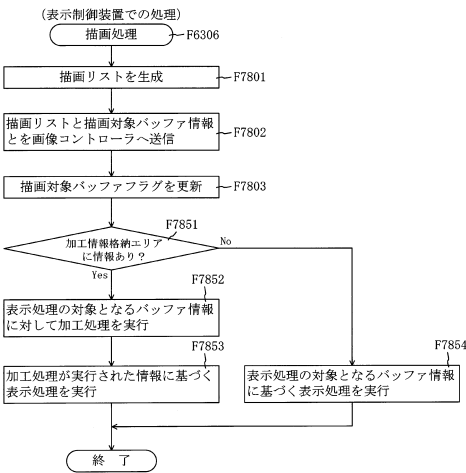 (表示制御装置での処理)
描画処理
F6306
描画リストを生成
F7801
描画リストと描画対象バッファ情報
とを画像コントローラへ送信
F7802
描画対象バッファフラグを更新
F7803
F7851
加工情報格納エリア
に情報あり?
No
Yes
F7852
表示処理の対象となるバッファ情報
に対して加工処理を実行
F7853
加工処理が実行された情報に基づく
表示処理を実行
F7854
表示処理の対象となるバッファ情報
に基づく表示処理を実行
終 了